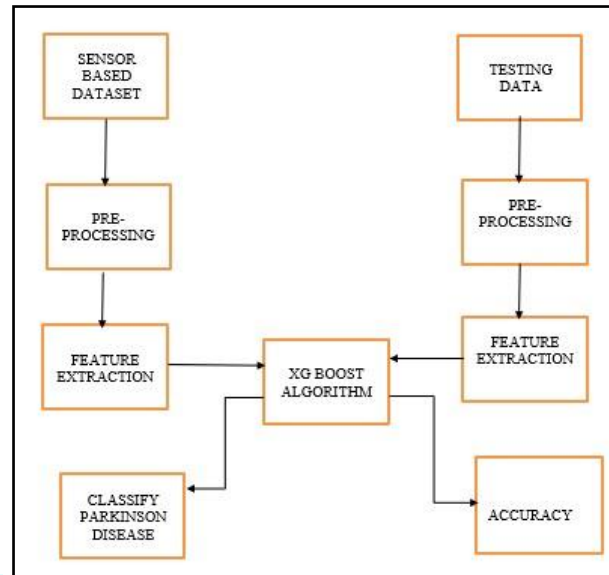 SENSOR
BASED
DATASET
TESTING
DATA
PRE-
PROCESSING
PRE-
PROCESSING
FEATURE
EXTRACTION
XG BOOST
ALGORITHM
FEATURE
EXTRACTION
CLASSIFY
PARKINSON
DISEASE
ACCURACY